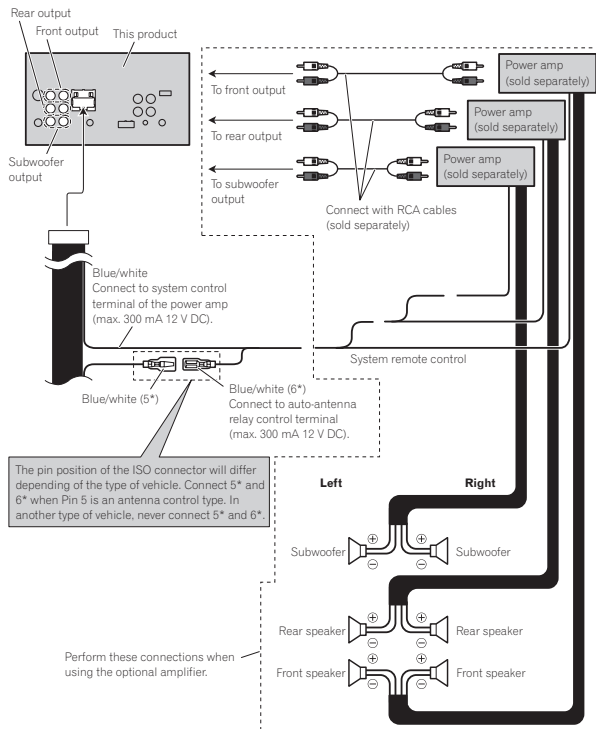 Rear output
Front output
This product
Subwoofer
output
To front output
To rear output
To subwoofer
output
Power amp
(sold separately)
Power amp
(sold separately)
Power amp
(sold separately)
Connect with RCA cables
(sold separately)
Blue/white
Connect to system control
terminal of the power amp
(max. 300 mA 12 V DC).
System remote control
Blue/white (5*)
Blue/white (6*)
Connect to auto-antenna
relay control terminal
(max. 300 mA 12 V DC).
The pin position of the ISO connector will differ
depending of the type of vehicle. Connect 5* and
6* when Pin 5 is an antenna control type. In
another type of vehicle, never connect 5* and 6*.
Left
Right
+ +
Subwoofer
Subwoofer
− −
+ +
Rear speaker
Rear speaker
− −
+ +
Front speaker
Front speaker
− −
Perform these connections when
using the optional amplifier.